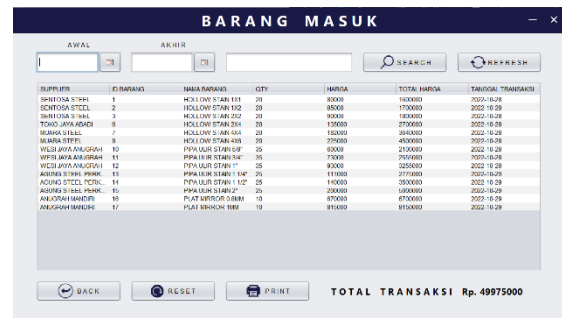 BARANG MASUK
AWAL AKHIR
SEARCH REFRESH
SUPPLIER ID BARANG NAMA BARANG QTY HARGA TOTAL HARGA TANGGAL TRANSAKSI
SENTOSA STEEL 1 HOLLOW STAIN 1X1 20 80000 1600000 2022-10-28
SENTOSA STEEL 2 HOLLOW STAIN 1X2 20 85000 1700000 2022-10-28
SENTOSA STEEL 3 HOLLOW STAIN 2X2 20 90000 1800000 2022-10-28
TOKO JAYA ABADI 6 HOLLOW STAIN 2X4 20 135000 2700000 2022-10-28
MUARA STEEL 7 HOLLOW STAIN 4X4 20 182000 3640000 2022-10-28
MUARA STEEL 8 HOLLOW STAIN 4X6 20 225000 4500000 2022-10-28
WESI JAYA ANUGRAH 10 PIPA ULIR STAIN 5/8" 35 60000 2100000 2022-10-28
WESI JAYA ANUGRAH 11 PIPA ULIR STAIN 3/4" 35 73000 2555000 2022-10-28
WESI JAYA ANUGRAH 12 PIPA ULIR STAIN 1" 35 93000 3255000 2022-10-28
AGUNG STEEL PERK... 13 PIPA ULIR STAIN 1 1/4" 25 111000 2775000 2022-10-29
AGUNG STEEL PERK... 14 PIPA ULIR STAIN 1 1/2" 25 140000 3500000 2022-10-29
AGUNG STEEL PERK... 15 PIPA ULIR STAIN 2" 25 200000 5000000 2022-10-29
ANUGRAH MANDIRI 16 PLAT MIRROR 0.8MM 10 670000 6700000 2022-10-29
ANUGRAH MANDIRI 17 PLAT MIRROR 1MM 10 815000 8150000 2022-10-29
BACK RESET PRINT TOTAL TRANSAKSI Rp. 49975000